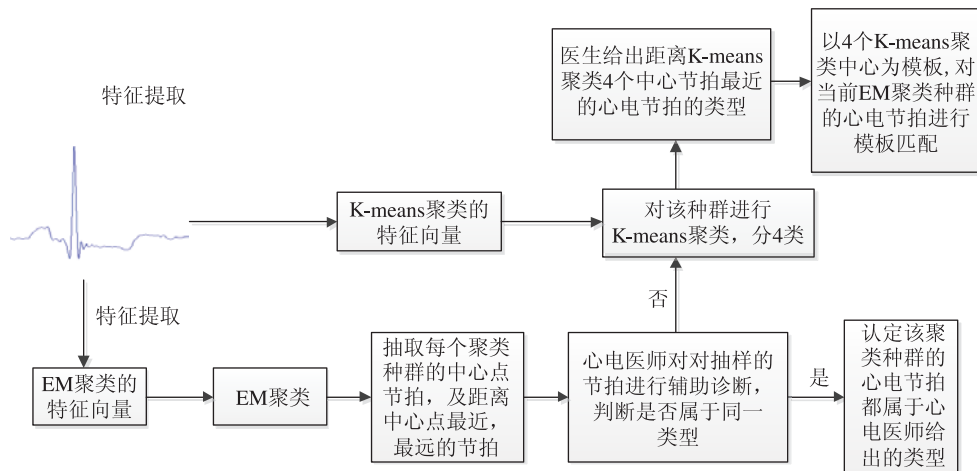 特征提取
医生给出距离K-means
聚类4个中心节拍最近
的心电节拍的类型
以4个K-means聚
类中心为模板,对
当前EM聚类种群
的心电节拍进行
模板匹配
K-means聚类的
特征向量
对该种群进行
K-means聚类，分4类
否
特征提取
EM聚类的
特征向量
EM聚类
抽取每个聚类
种群的中心点
节拍，及距离
中心点最近，
最远的节拍
心电医师对对抽样的
节拍进行辅助诊断，
判断是否属于同一
类型
是
认定该聚
类种群的
心电节拍
都属于心
电医师给
出的类型